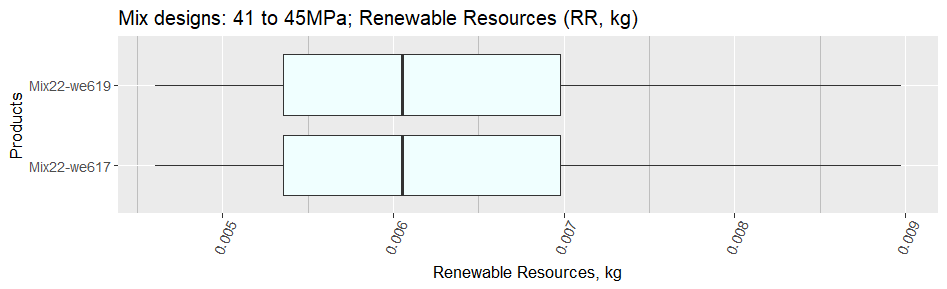 Mix designs: 41 to 45MPa; Renewable Resources (RR, kg)
Products
Mix22-we619
Mix22-we617
0.005
0.006
0.007
0.008
0.009
Renewable Resources, kg